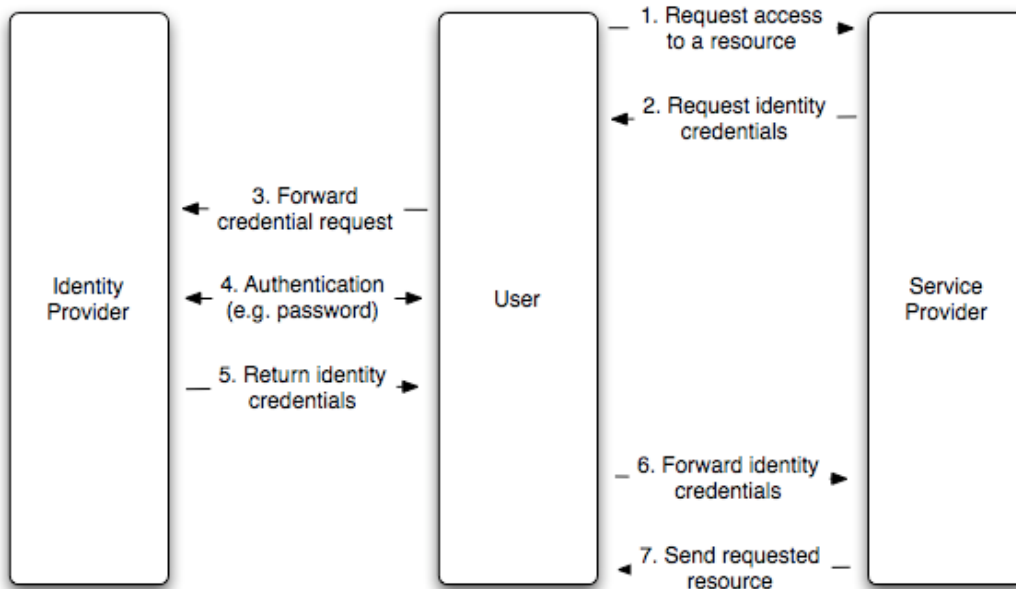 1. Request access
to a resource
2. Request identity
credentials
3. Forward
credential request
Identity
Provider
4. Authentication
(e.g. password)
User
Service
Provider
5. Return identity
credentials
6. Forward identity
credentials
7. Send requested
resource